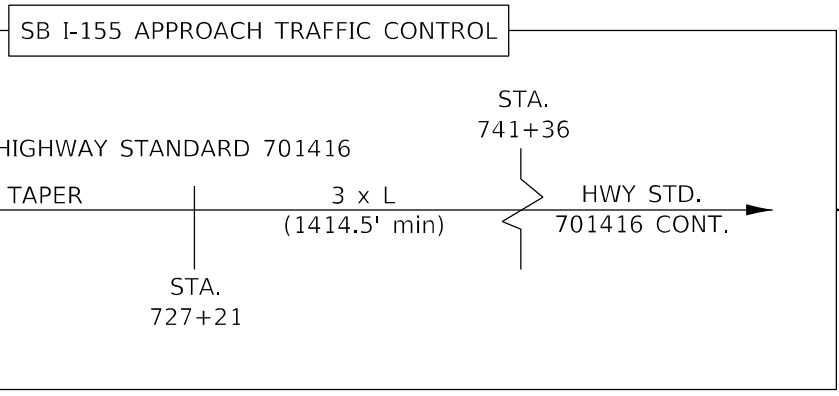 SB I-155 APPROACH TRAFFIC CONTROL
STA.
741+36
HIGHWAY STANDARD 701416
TAPER
3 x L
(1414.5' min)
HWY STD.
701416 CONT.
STA.
727+21